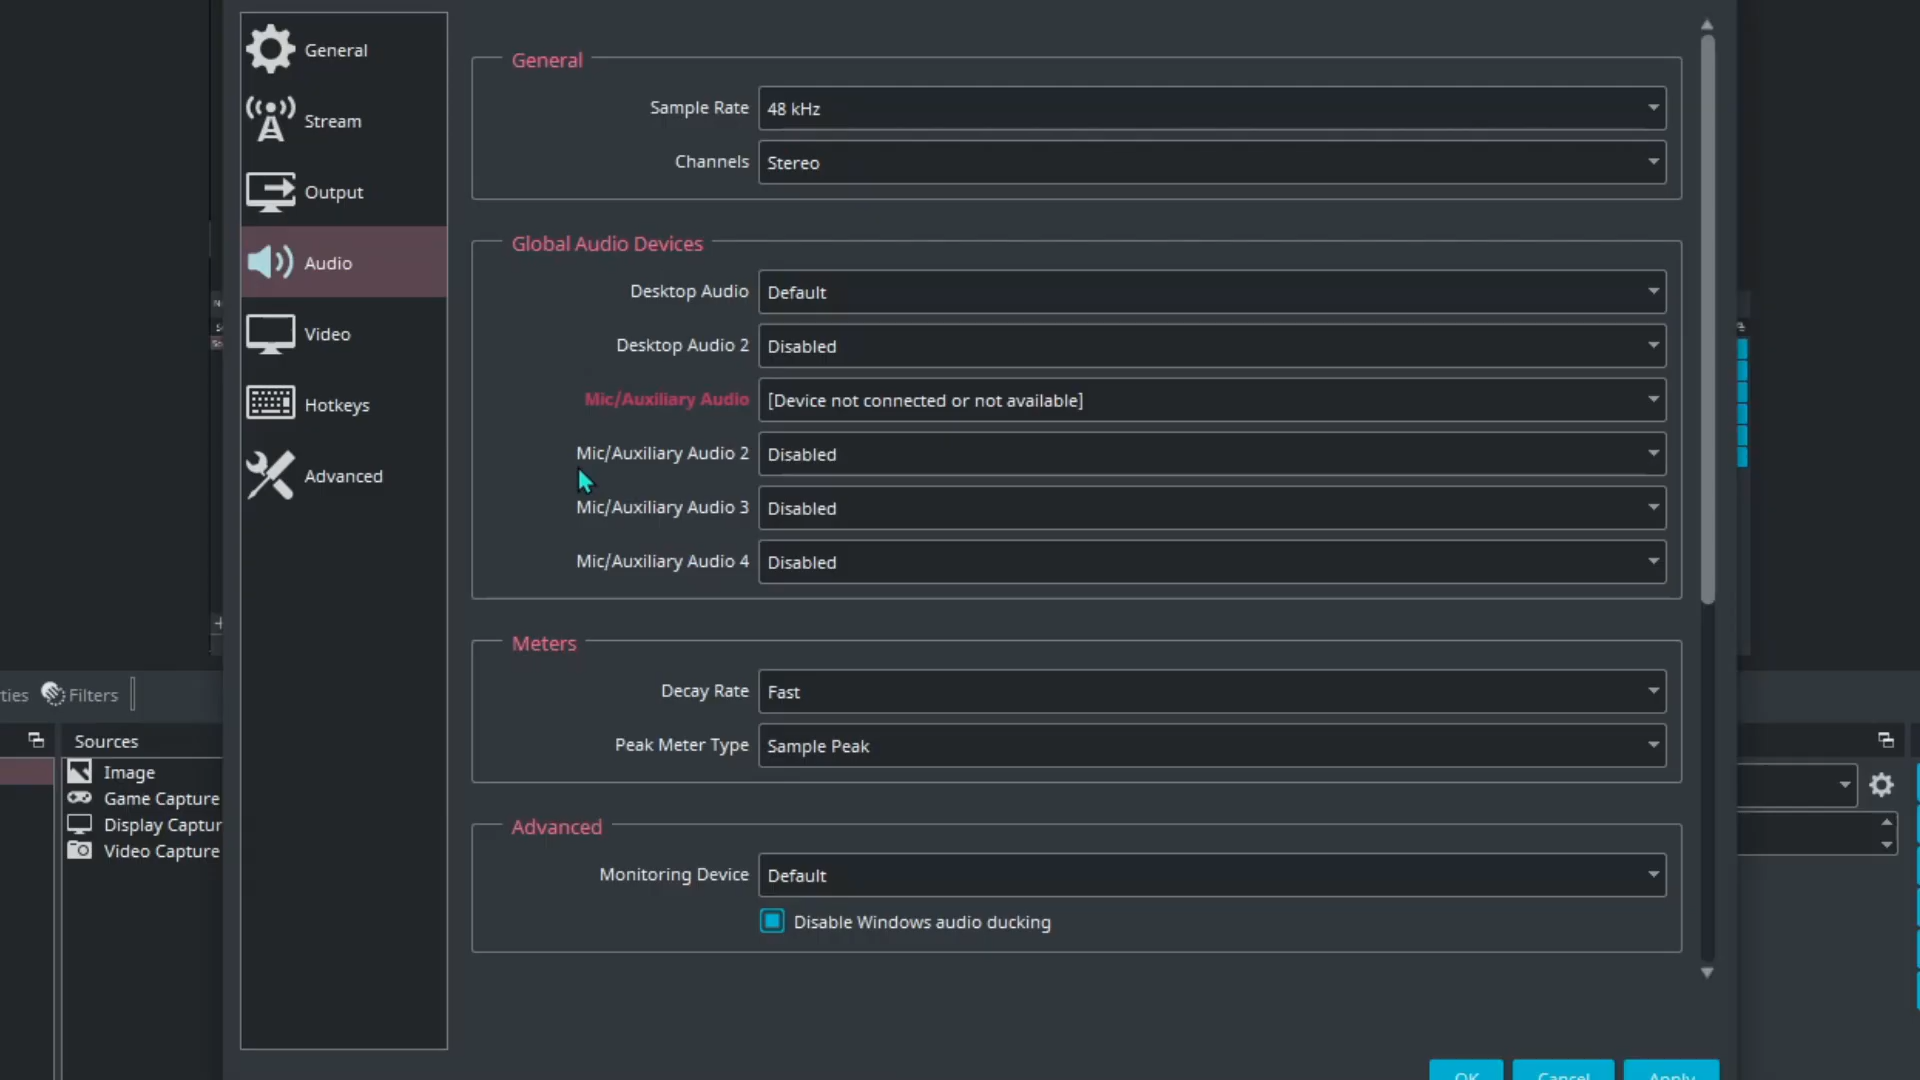 General
Stream
Output
Audio
Video
Hotkeys
Advanced
General
Sample Rate 48 kHz
Channels Stereo
Global Audio Devices
Desktop Audio Default
Desktop Audio 2 Disabled
Mic/Auxiliary Audio [Device not connected or not available]
Mic/Auxiliary Audio 2 Disabled
Mic/Auxiliary Audio 3 Disabled
Mic/Auxiliary Audio 4 Disabled
Meters
Decay Rate Fast
Peak Meter Type Sample Peak
Advanced
Monitoring Device Default
Disable Windows audio ducking
OK Cancel Apply
ties Filters
Sources
Image
Game Capture
Display Captur
Video Capture